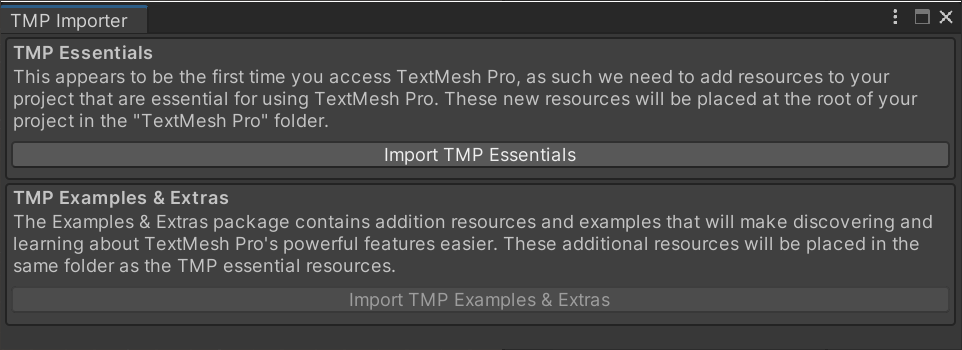 TMP Importer
TMP Essentials
This appears to be the first time you access TextMesh Pro, as such we need to add resources to your
project that are essential for using TextMesh Pro. These new resources will be placed at the root of your
project in the "TextMesh Pro" folder.
Import TMP Essentials
TMP Examples & Extras
The Examples & Extras package contains addition resources and examples that will make discovering and
learning about TextMesh Pro's powerful features easier. These additional resources will be placed in the
same folder as the TMP essential resources.
Import TMP Examples & Extras